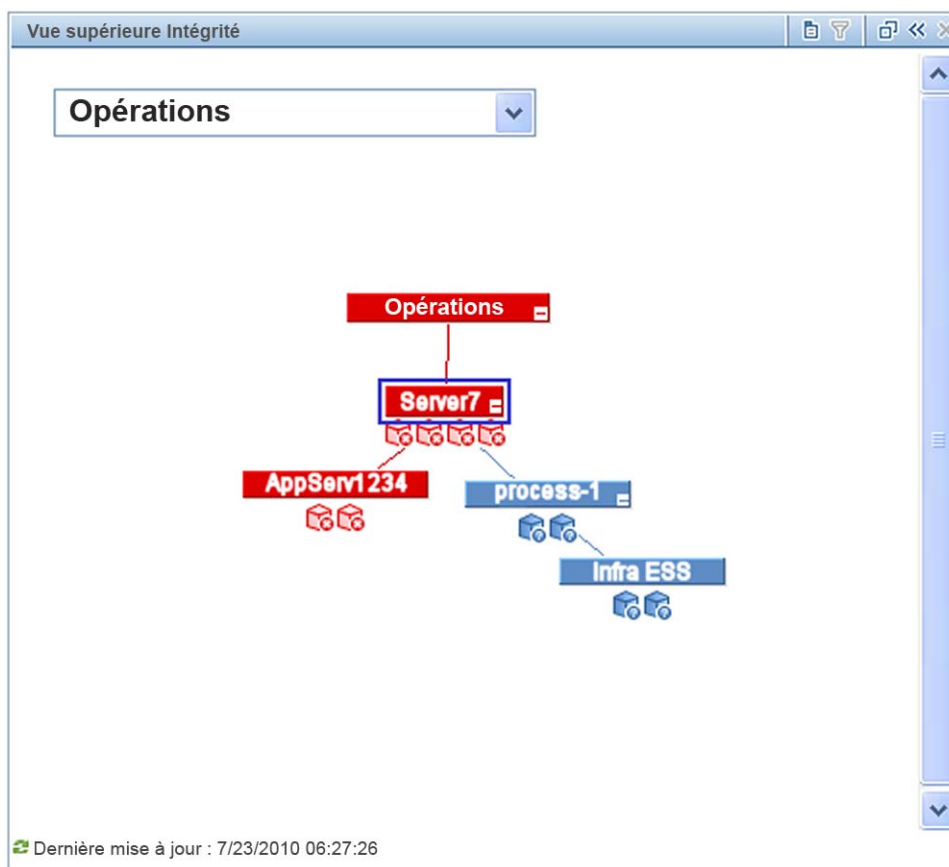 Vue supérieure Intégrité
Opérations
Opérations
Server7
AppServ1234
process-1
Infra ESS
Dernière mise à jour : 7/23/2010 06:27:26